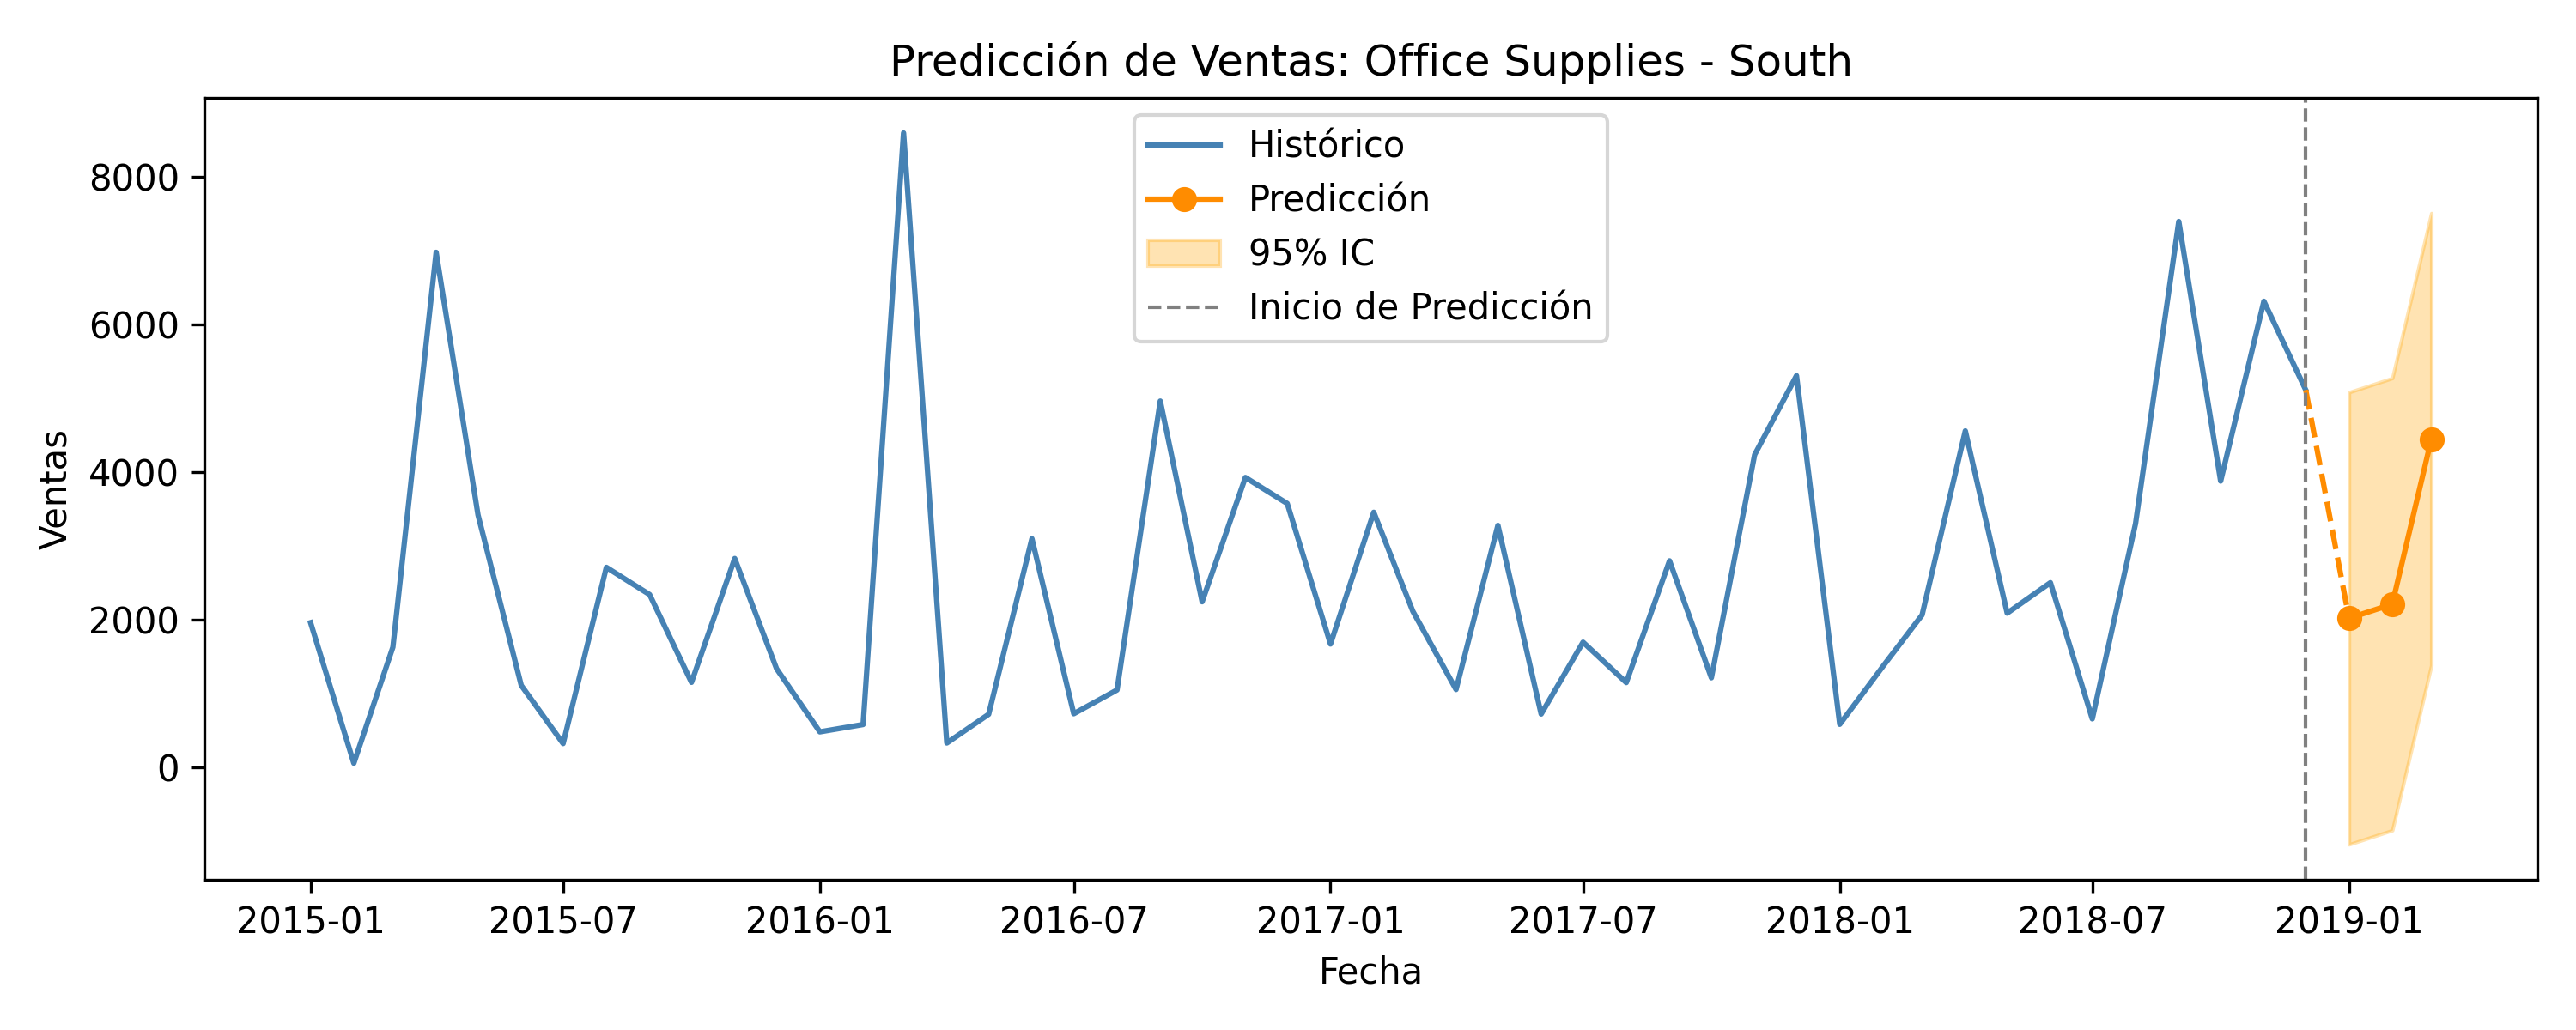 Predicción de Ventas: Office Supplies - South
Histórico
Predicción
95% IC
Inicio de Predicción
Ventas
8000
6000
4000
2000
0
2015-01 2015-07 2016-01 2016-07 2017-01 2017-07 2018-01 2018-07 2019-01
Fecha